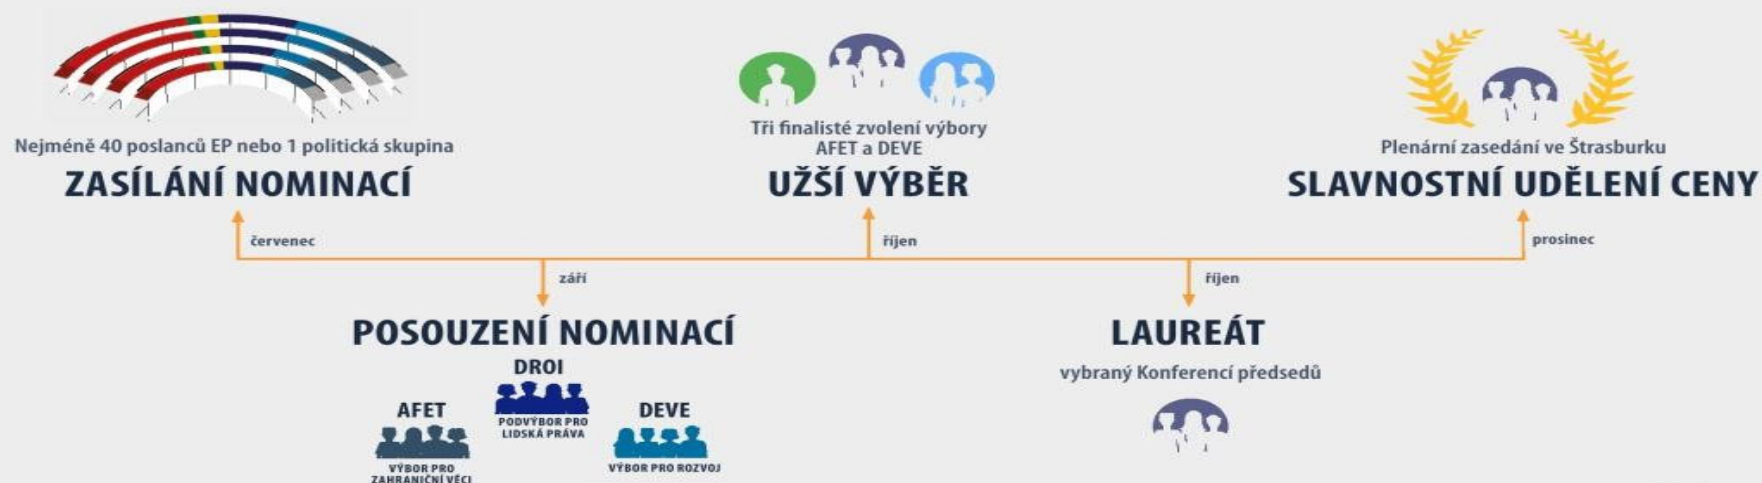 Nejméně 40 poslanců EP nebo 1 politická skupina
ZASÍLÁNÍ NOMINACÍ
červenec
září
POSOUZENÍ NOMINACÍ
DROI
PODVÝBOR PRO
LIDSKÁ PRÁVA
AFET
VÝBOR PRO
ZAHRANIČNÍ VĚCI
DEVE
VÝBOR PRO ROZVOJ
Tři finalisté zvolení výbory
AFET a DEVE
UŽŠÍ VÝBĚR
říjen
říjen
LAUREÁT
vybraný Konferencí předsedů
Plenární zasedání ve Štrasburku
SLAVNOSTNÍ UDĚLENÍ CENY
prosinec